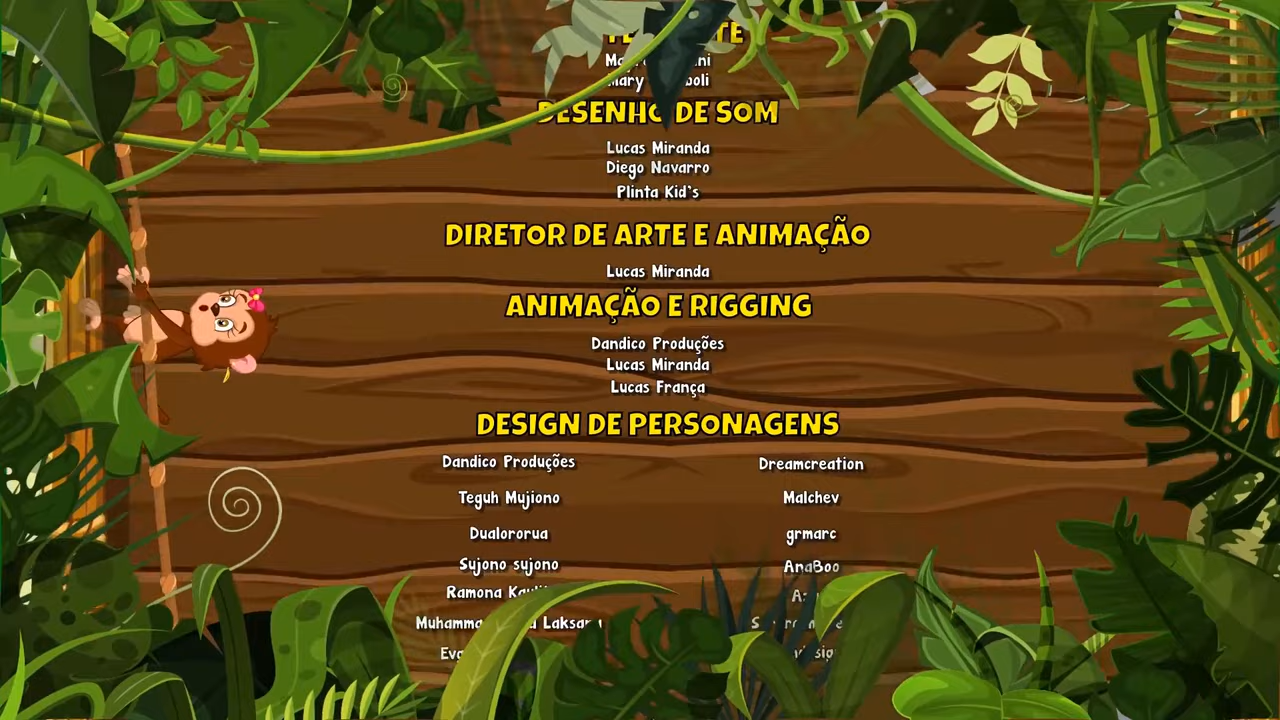 DESENHO DE SOM
Lucas Miranda
Diego Navarro
Plinta Kid's
DIRETOR DE ARTE E ANIMAÇÃO
Lucas Miranda
ANIMAÇÃO E RIGGING
Dandico Produções
Lucas Miranda
Lucas França
DESIGN DE PERSONAGENS
Dandico Produções
Dreamcreation
Teguh Mujiono
Malchev
Dualororua
grmarc
Sujono sujono
AnaBoo
Ramona